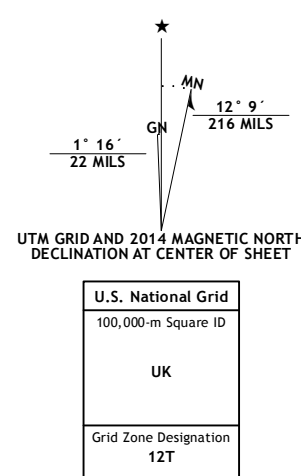 ★
MN
GN
12° 9´
216 MILS
1° 16´
22 MILS
UTM GRID AND 2014 MAGNETIC NORTH
DECLINATION AT CENTER OF SHEET
U.S. National Grid
100,000-m Square ID
UK
Grid Zone Designation
12T